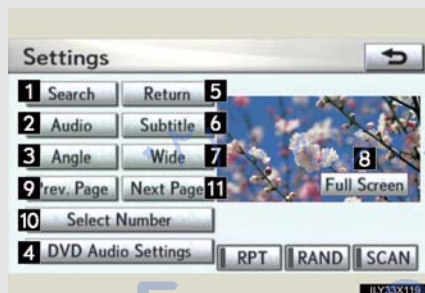 Settings
1 Search Return 5
2 Audio Subtitle 6
3 Angle Wide 7
8
9 rev. Page Next Page 11
Full Screen
10 Select Number
4 DVD Audio Settings
RPT RAND SCAN
ILY33X119